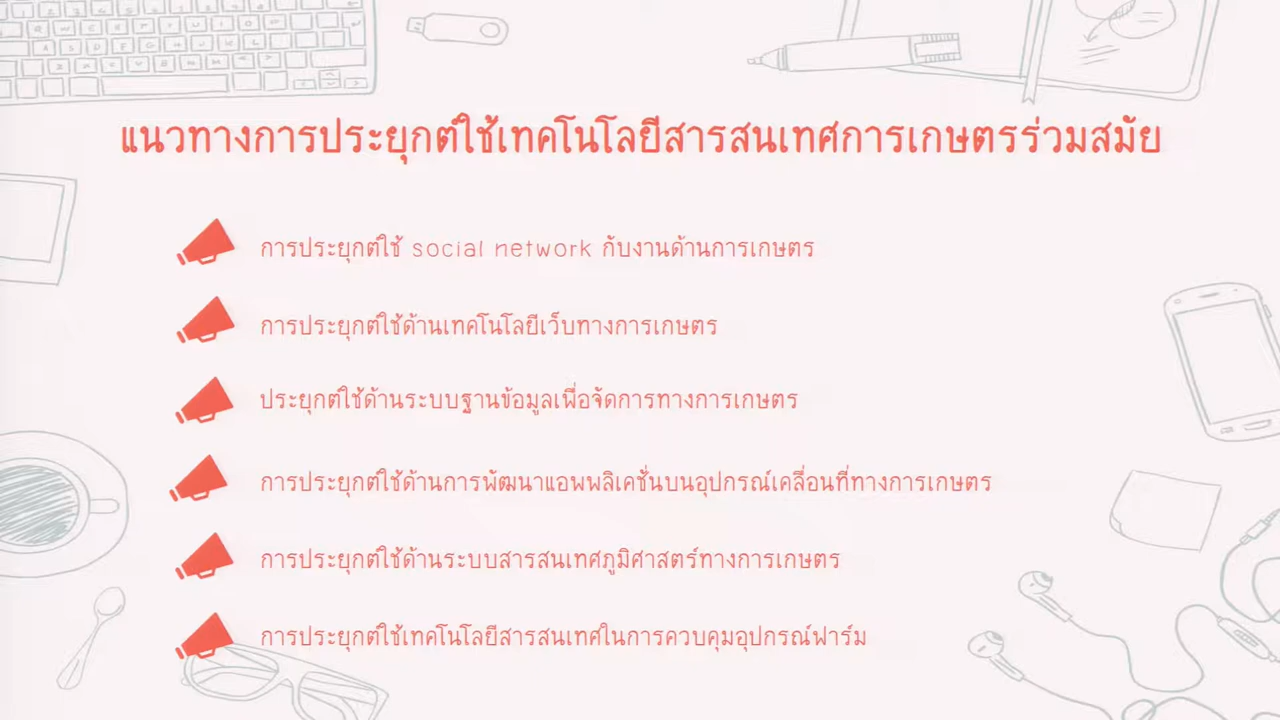 แนวทางการประยุกต์ใช้เทคโนโลยีสารสนเทศการเกษตรร่วมสมัย
การประยุกต์ใช้ social network กับงานด้านการเกษตร
การประยุกต์ใช้ด้านเทคโนโลยีเว็บทางการเกษตร
ประยุกต์ใช้ด้านระบบฐานข้อมูลเพื่อจัดการทางการเกษตร
การประยุกต์ใช้ด้านการพัฒนาแอพพลิเคชั่นบนอุปกรณ์เคลื่อนที่ทางการเกษตร
การประยุกต์ใช้ด้านระบบสารสนเทศภูมิศาสตร์ทางการเกษตร
การประยุกต์ใช้เทคโนโลยีสารสนเทศในการควบคุมอุปกรณ์ฟาร์ม